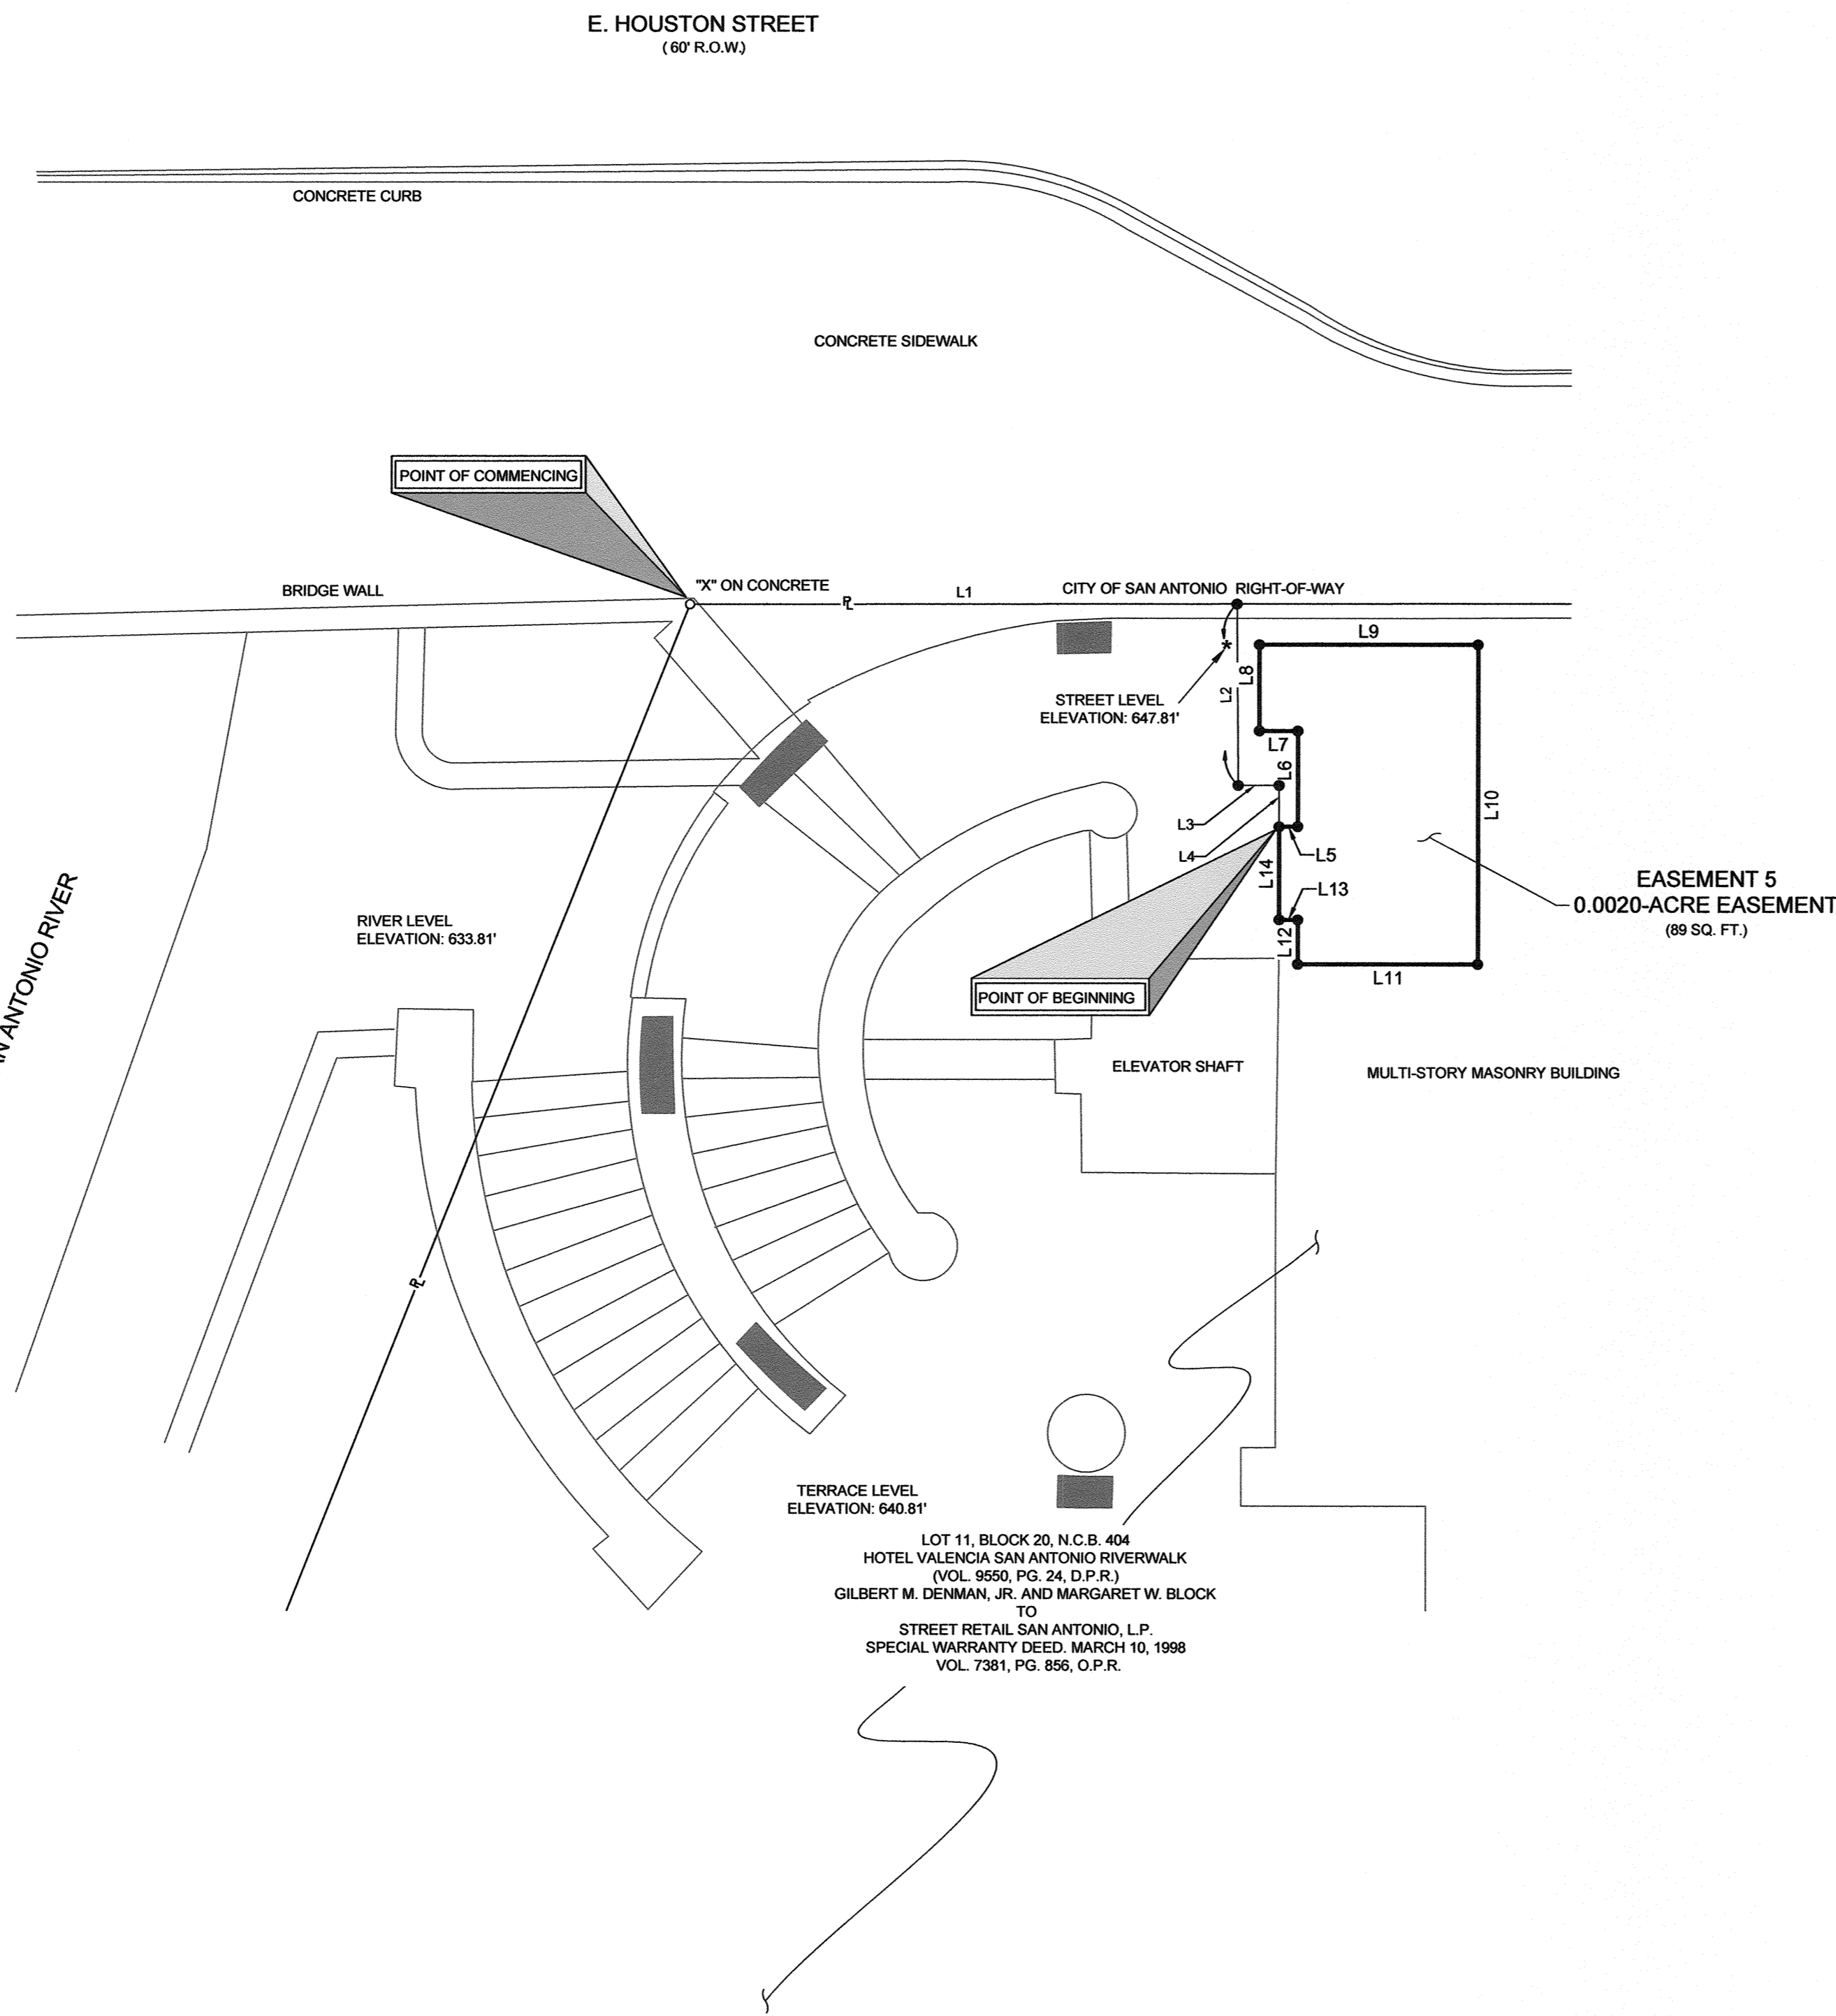 E. HOUSTON STREET
( 60' R.O.W.)
CONCRETE CURB
CONCRETE SIDEWALK
POINT OF COMMENCING
BRIDGE WALL
"X" ON CONCRETE
PL
L1
CITY OF SAN ANTONIO RIGHT-OF-WAY
L9
*
L8
L2
STREET LEVEL
ELEVATION: 647.81'
L7
L6
L10
L3
L4
L5
L14
L13
L12
L11
EASEMENT 5
0.0020-ACRE EASEMENT
(89 SQ. FT.)
RIVER LEVEL
ELEVATION: 633.81'
AN ANTONIO RIVER
POINT OF BEGINNING
ELEVATOR SHAFT
MULTI-STORY MASONRY BUILDING
PL
TERRACE LEVEL
ELEVATION: 640.81'
LOT 11, BLOCK 20, N.C.B. 404
HOTEL VALENCIA SAN ANTONIO RIVERWALK
(VOL. 9550, PG. 24, D.P.R.)
GILBERT M. DENMAN, JR. AND MARGARET W. BLOCK
TO
STREET RETAIL SAN ANTONIO, L.P.
SPECIAL WARRANTY DEED. MARCH 10, 1998
VOL. 7381, PG. 856, O.P.R.